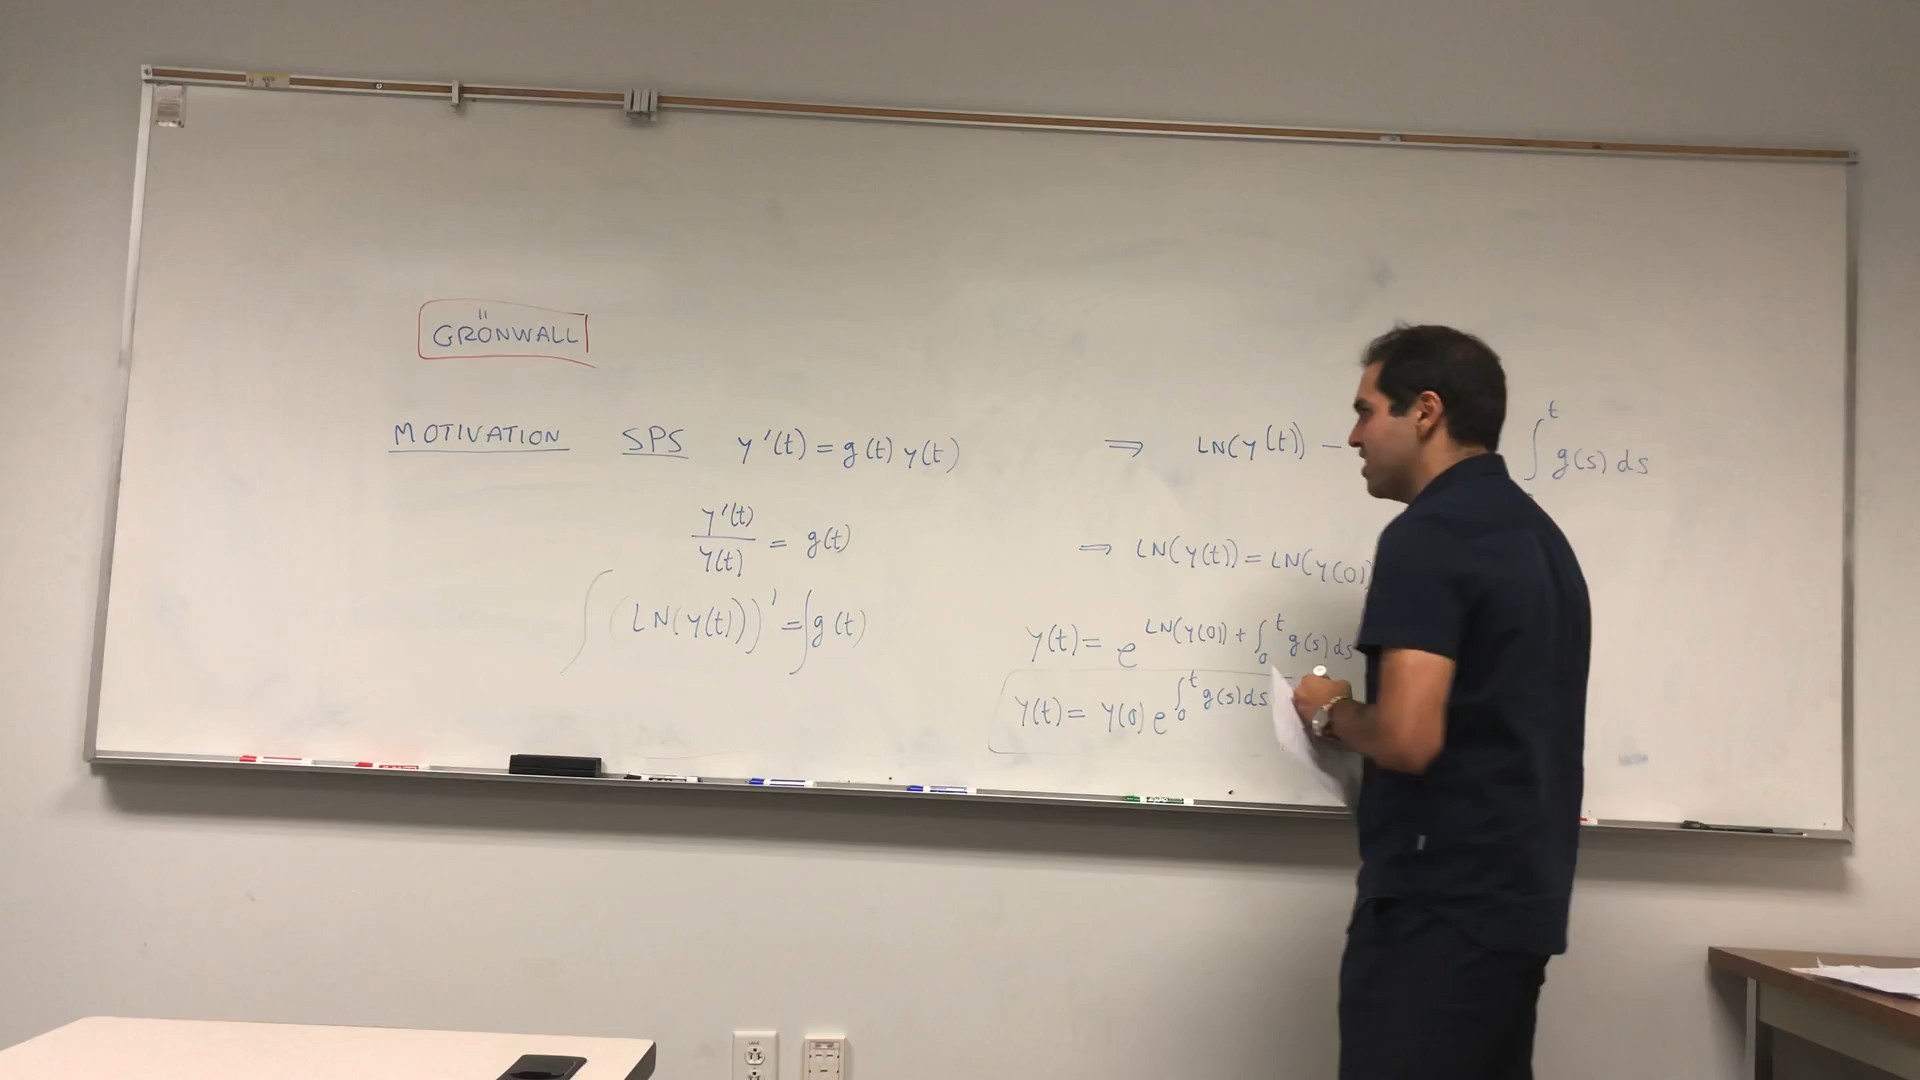 GRÖNWALL
MOTIVATION SPS y'(t) = g(t) y(t)
y'(t)/y(t) = g(t)
∫ (LN(y(t)))' = ∫ g(t)
⇒ LN(y(t)) − ∫ t g(s) ds
⇒ LN(y(t)) = LN(y(0))
y(t) = e^{LN(y(0)) + ∫_0^t g(s) ds}
y(t) = y(0) e^{∫_0^t g(s) ds}